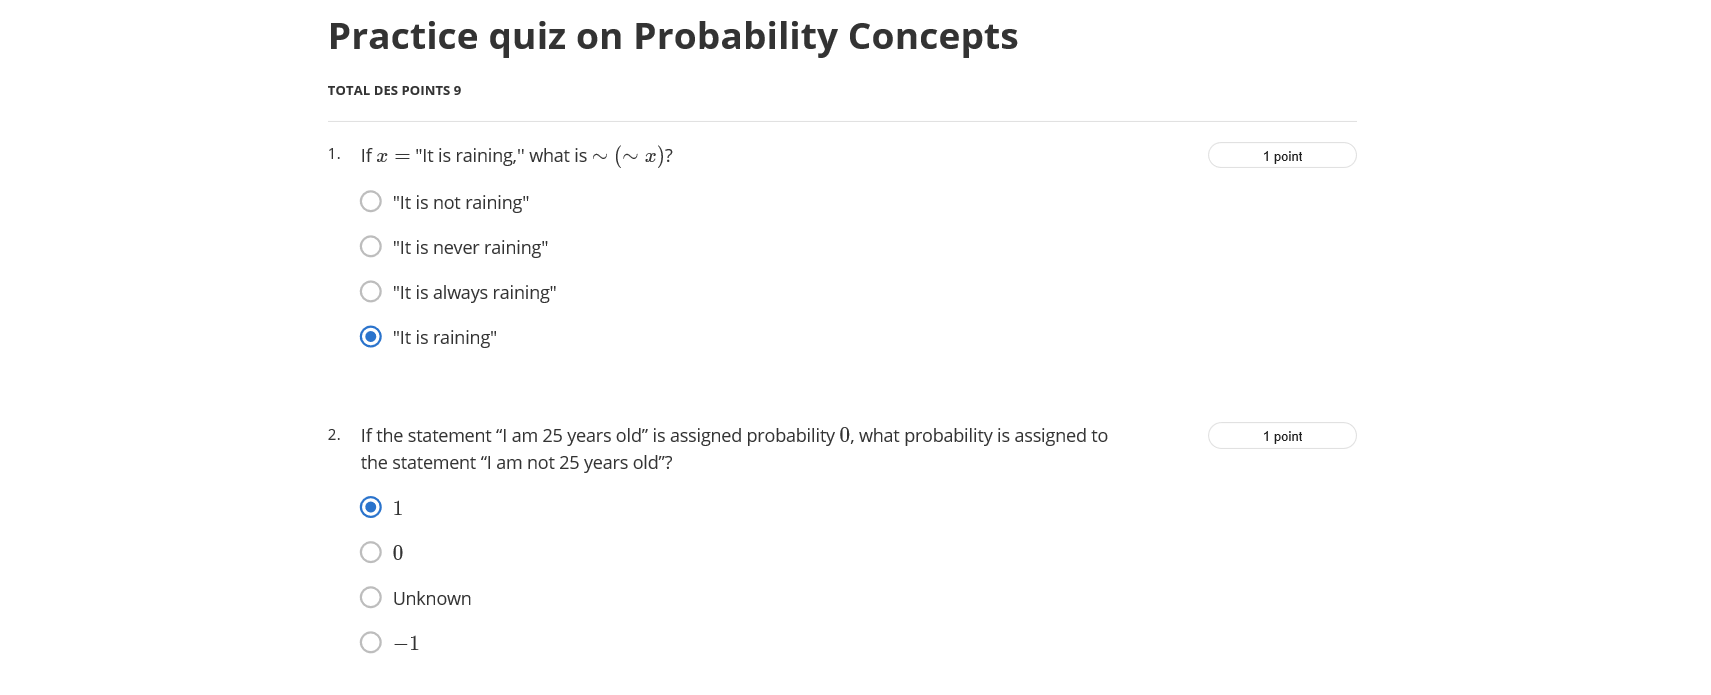 Practice quiz on Probability Concepts
TOTAL DES POINTS 9
1. If x = "It is raining," what is ∼ (∼ x)?
1 point
"It is not raining"
"It is never raining"
"It is always raining"
"It is raining"
2. If the statement “I am 25 years old” is assigned probability 0, what probability is assigned to
the statement “I am not 25 years old”?
1 point
1
0
Unknown
−1